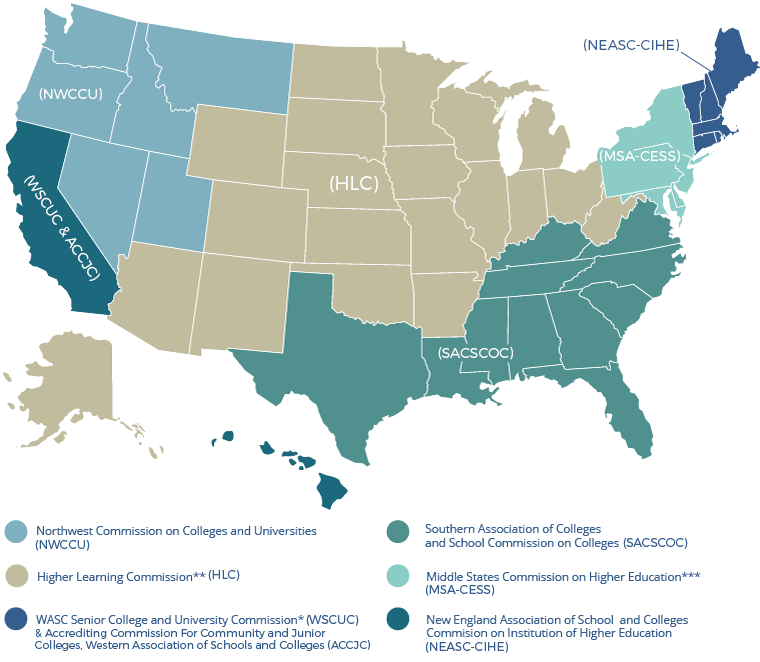 (NEASC-CIHE)
(NWCCU)
(MSA-CESS)
(HLC)
(WSCUC & ACCJC)
(SACSCOC)
Northwest Commission on Colleges and Universities
(NWCCU)
Higher Learning Commission** (HLC)
WASC Senior College and University Commission* (WSCUC)
& Accrediting Commission For Community and Junior
Colleges, Western Association of Schools and Colleges (ACCJC)
Southern Association of Colleges
and School Commission on Colleges (SACSCOC)
Middle States Commission on Higher Education***
(MSA-CESS)
New England Association of School and Colleges
Commision on Institution of Higher Education
(NEASC-CIHE)